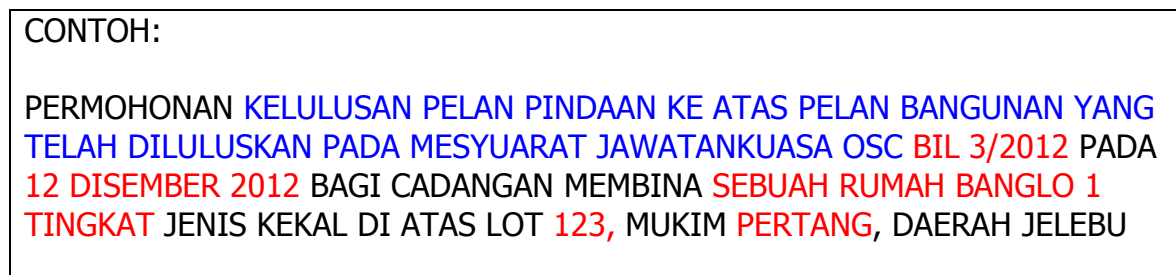 CONTOH:
PERMOHONAN KELULUSAN PELAN PINDAAN KE ATAS PELAN BANGUNAN YANG
TELAH DILULUSKAN PADA MESYUARAT JAWATANKUASA OSC BIL 3/2012 PADA
12 DISEMBER 2012 BAGI CADANGAN MEMBINA SEBUAH RUMAH BANGLO 1
TINGKAT JENIS KEKAL DI ATAS LOT 123, MUKIM PERTANG, DAERAH JELEBU